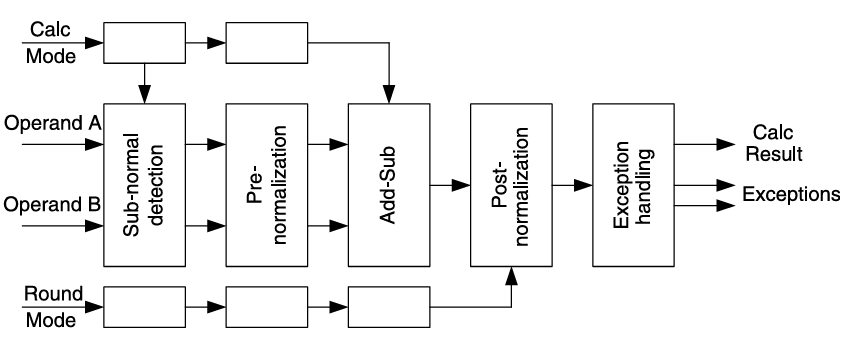 Calc
Mode
Operand A
Operand B
Sub-normal
detection
Pre-
normalization
Add-Sub
Post-
normalization
Exception
handling
Calc
Result
Exceptions
Round
Mode